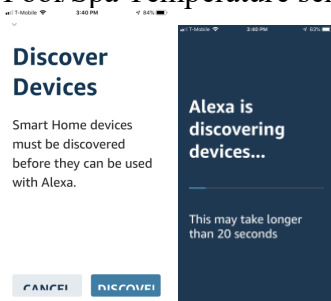 Pool/Spa Temperature se
T-Mobile 3:40 PM 84%
Discover
Devices
Smart Home devices
must be discovered
before they can be used
with Alexa.
CANCEL DISCOVE
T-Mobile 3:40 PM 83%
Alexa is
discovering
devices...
This may take longer
than 20 seconds